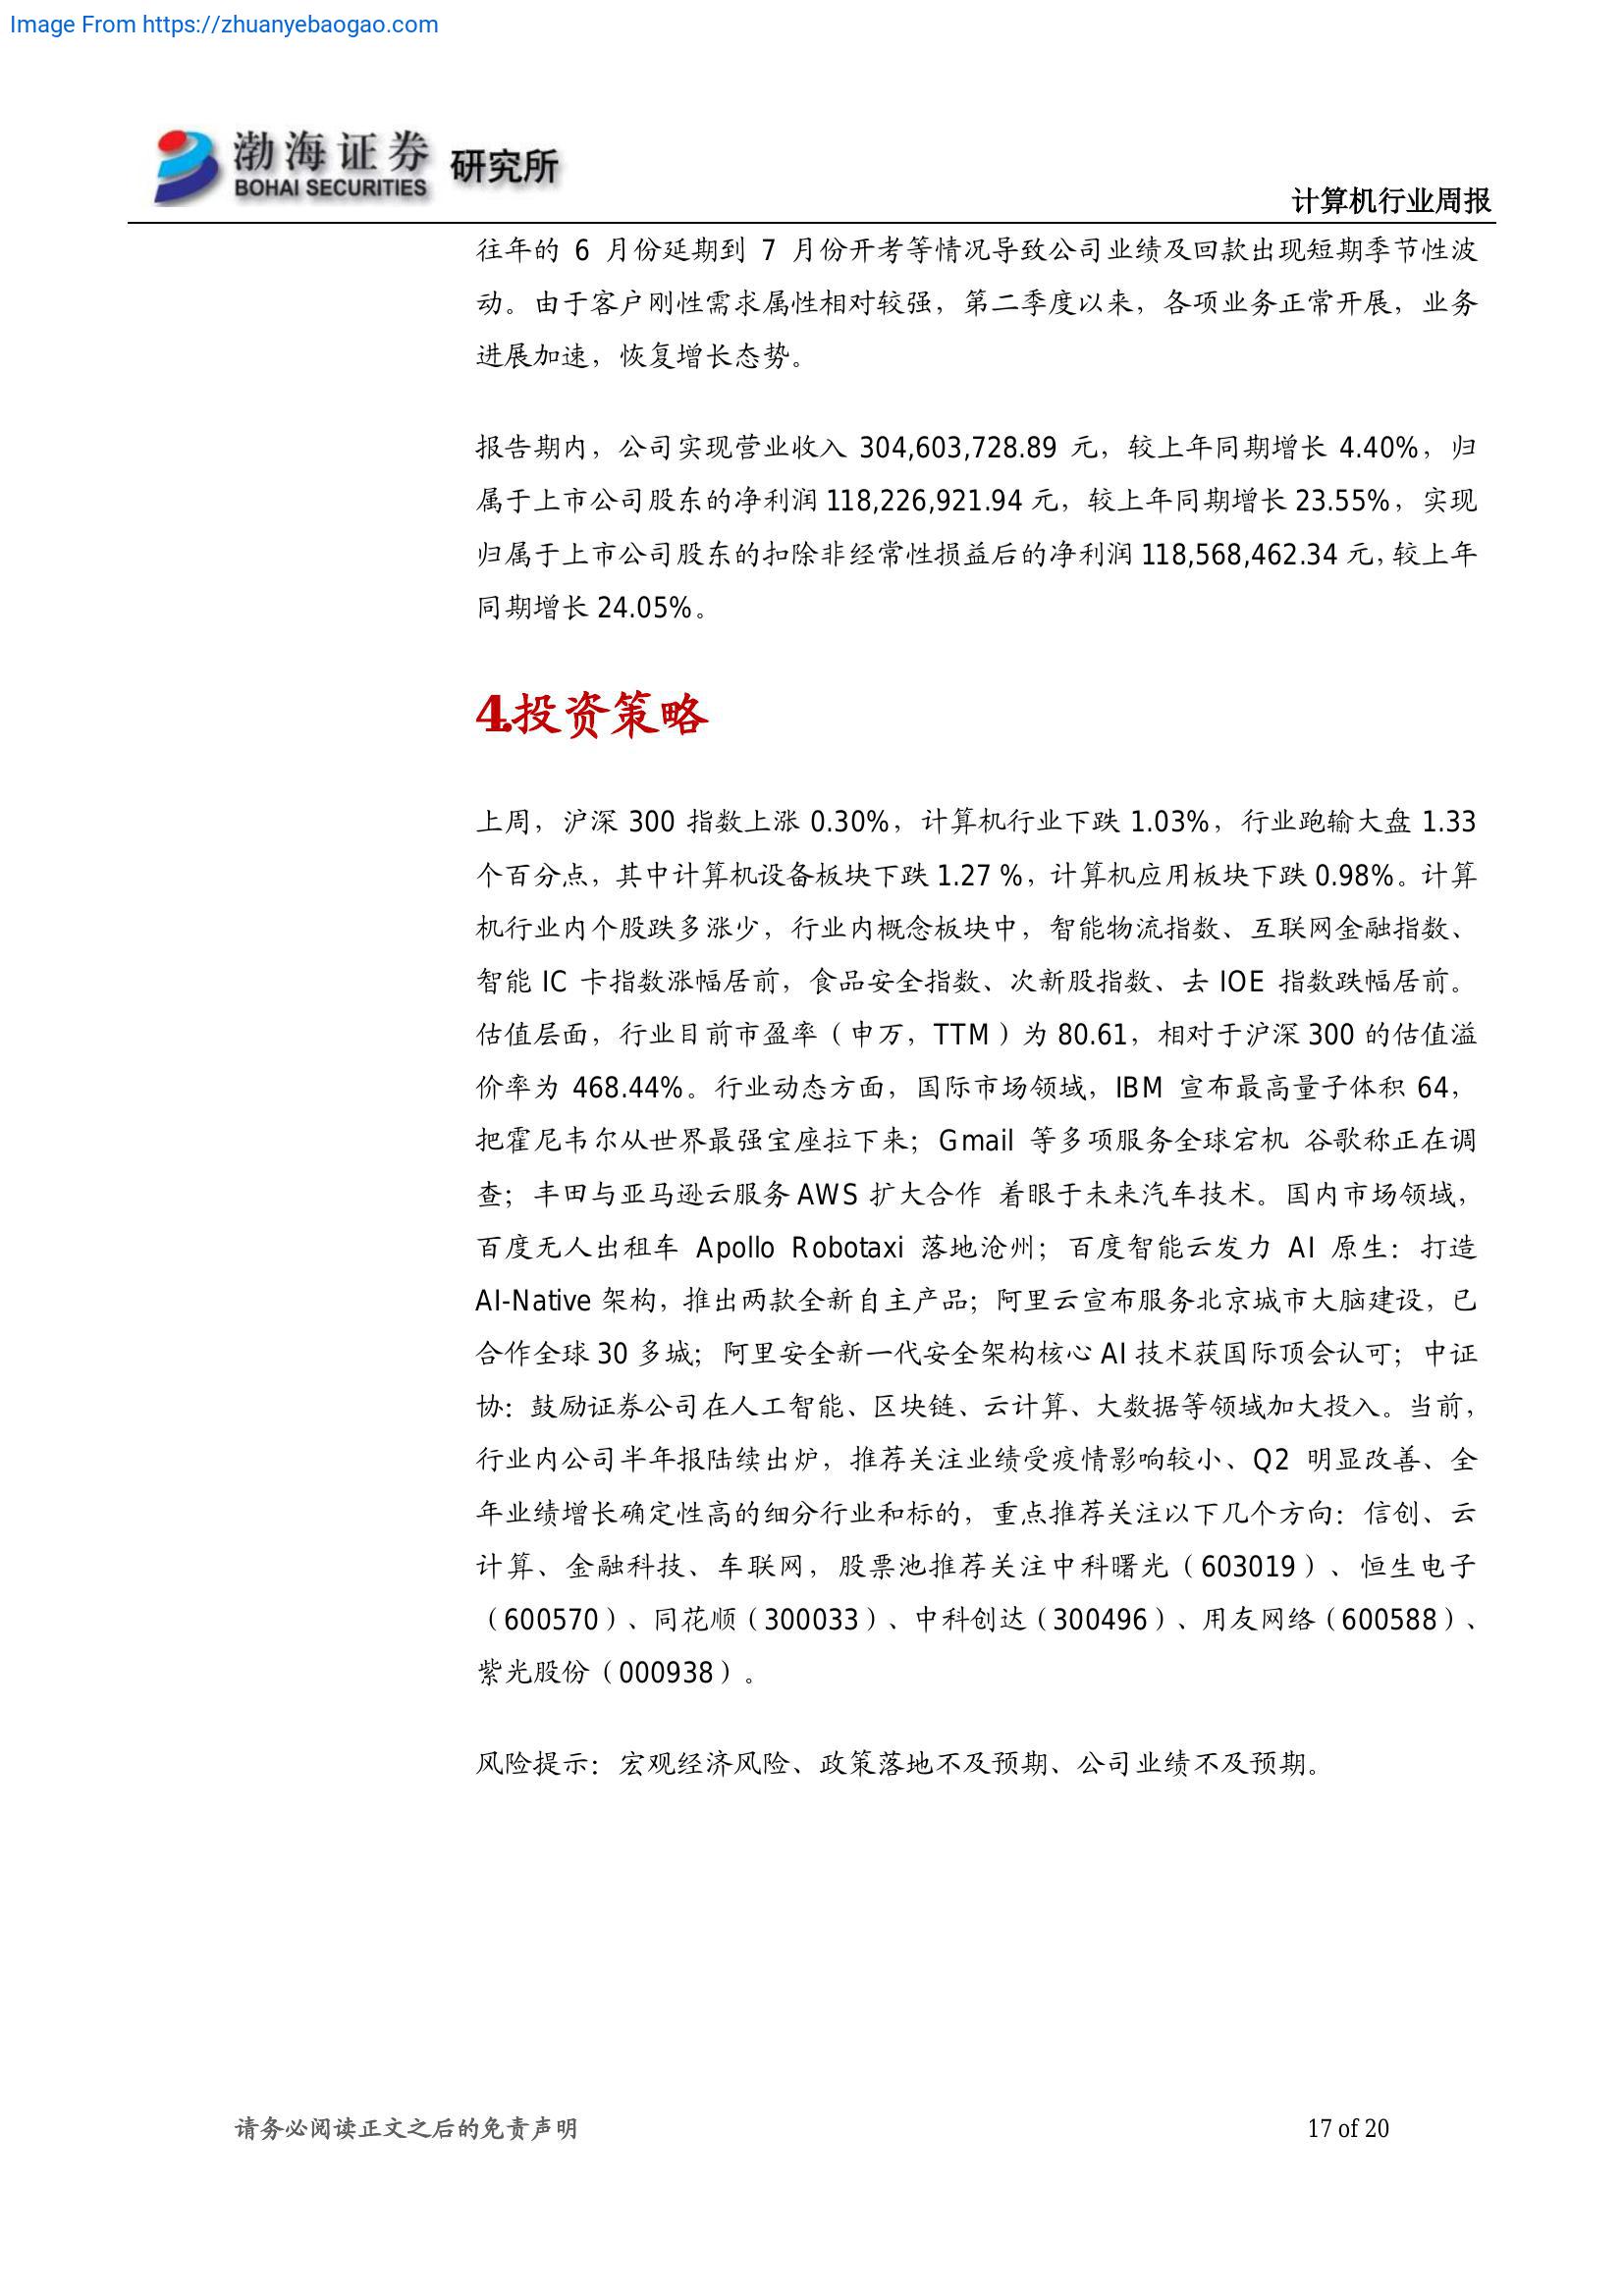 Image From https://zhuanyebaogao.com
渤海证券 研究所
BOHAI SECURITIES
计算机行业周报
往年的 6 月份延期到 7 月份开考等情况导致公司业绩及回款出现短期季节性波
动。由于客户刚性需求属性相对较强，第二季度以来，各项业务正常开展，业务
进展加速，恢复增长态势。
报告期内，公司实现营业收入 304,603,728.89 元，较上年同期增长 4.40%，归
属于上市公司股东的净利润 118,226,921.94 元，较上年同期增长 23.55%，实现
归属于上市公司股东的扣除非经常性损益后的净利润 118,568,462.34 元，较上年
同期增长 24.05%。
4.投资策略
上周，沪深 300 指数上涨 0.30%，计算机行业下跌 1.03%，行业跑输大盘 1.33
个百分点，其中计算机设备板块下跌 1.27 %，计算机应用板块下跌 0.98%。计算
机行业内个股跌多涨少，行业内概念板块中，智能物流指数、互联网金融指数、
智能 IC 卡指数涨幅居前，食品安全指数、次新股指数、去 IOE 指数跌幅居前。
估值层面，行业目前市盈率（申万，TTM）为 80.61，相对于沪深 300 的估值溢
价率为 468.44%。行业动态方面，国际市场领域，IBM 宣布最高量子体积 64，
把霍尼韦尔从世界最强宝座拉下来；Gmail 等多项服务全球宕机 谷歌称正在调
查；丰田与亚马逊云服务 AWS 扩大合作 着眼于未来汽车技术。国内市场领域，
百度无人出租车 Apollo Robotaxi 落地沧州；百度智能云发力 AI 原生：打造
AI-Native 架构，推出两款全新自主产品；阿里云宣布服务北京城市大脑建设，已
合作全球 30 多城；阿里安全新一代安全架构核心 AI 技术获国际顶会认可；中证
协：鼓励证券公司在人工智能、区块链、云计算、大数据等领域加大投入。当前，
行业内公司半年报陆续出炉，推荐关注业绩受疫情影响较小、Q2 明显改善、全
年业绩增长确定性高的细分行业和标的，重点推荐关注以下几个方向：信创、云
计算、金融科技、车联网，股票池推荐关注中科曙光（603019）、恒生电子
（600570）、同花顺（300033）、中科创达（300496）、用友网络（600588）、
紫光股份（000938）。
风险提示：宏观经济风险、政策落地不及预期、公司业绩不及预期。
请务必阅读正文之后的免责声明
17 of 20